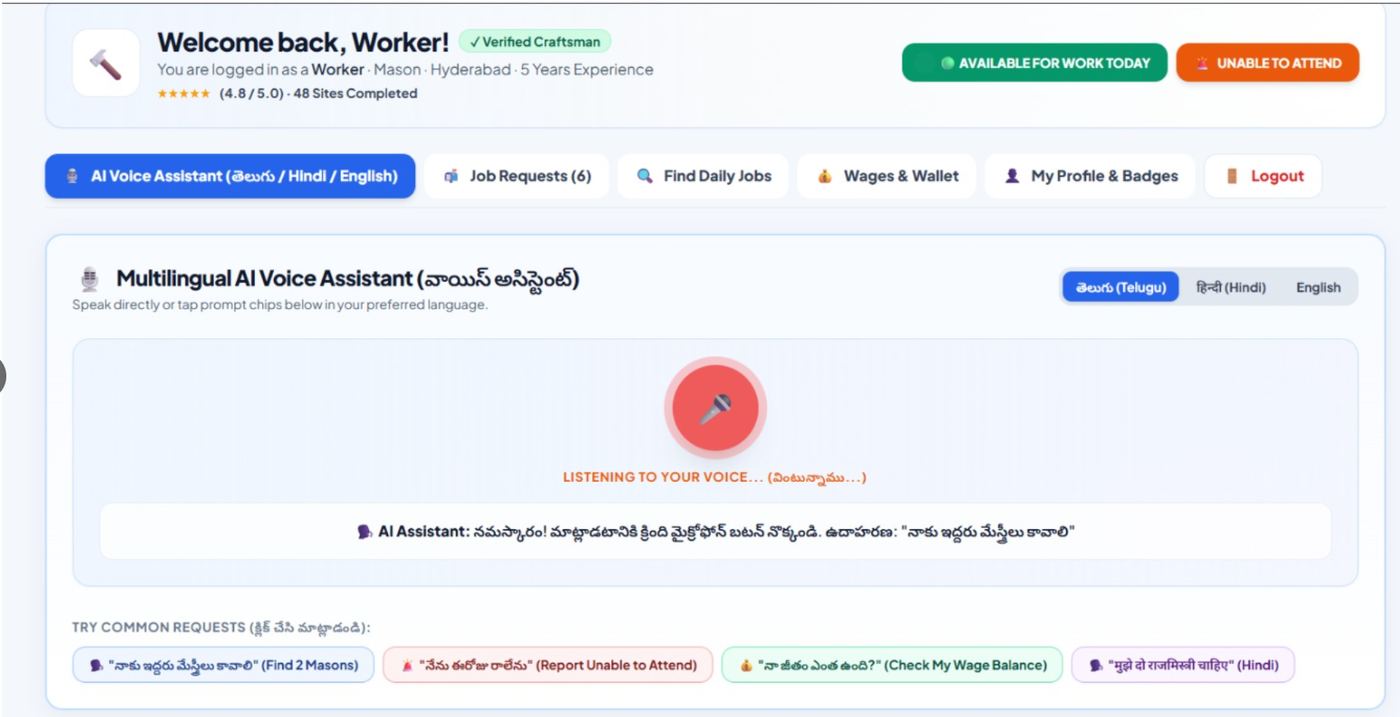 Welcome back, Worker! ✓ Verified Craftsman
You are logged in as a Worker · Mason · Hyderabad · 5 Years Experience
★★★★★ (4.8 / 5.0) · 48 Sites Completed
AVAILABLE FOR WORK TODAY
UNABLE TO ATTEND
AI Voice Assistant (తెలుగు / Hindi / English)
Job Requests (6)
Find Daily Jobs
Wages & Wallet
My Profile & Badges
Logout
Multilingual AI Voice Assistant (వాయిస్ అసిస్టెంట్)
Speak directly or tap prompt chips below in your preferred language.
తెలుగు (Telugu)
हिन्दी (Hindi)
English
LISTENING TO YOUR VOICE... (వింటున్నాము...)
AI Assistant: నమస్కారం! మాట్లాడటానికి క్రింది మైక్రోఫోన్ బటన్ నొక్కండి. ఉదాహరణ: "నాకు ఇద్దరు మేస్త్రీలు కావాలి"
TRY COMMON REQUESTS (క్లిక్ చేసి మాట్లాడండి):
"నాకు ఇద్దరు మేస్త్రీలు కావాలి" (Find 2 Masons)
"నేను ఈరోజు రాలేను" (Report Unable to Attend)
"నా జీతం ఎంత ఉంది?" (Check My Wage Balance)
"मुझे दो राजमिस्त्री चाहिए" (Hindi)